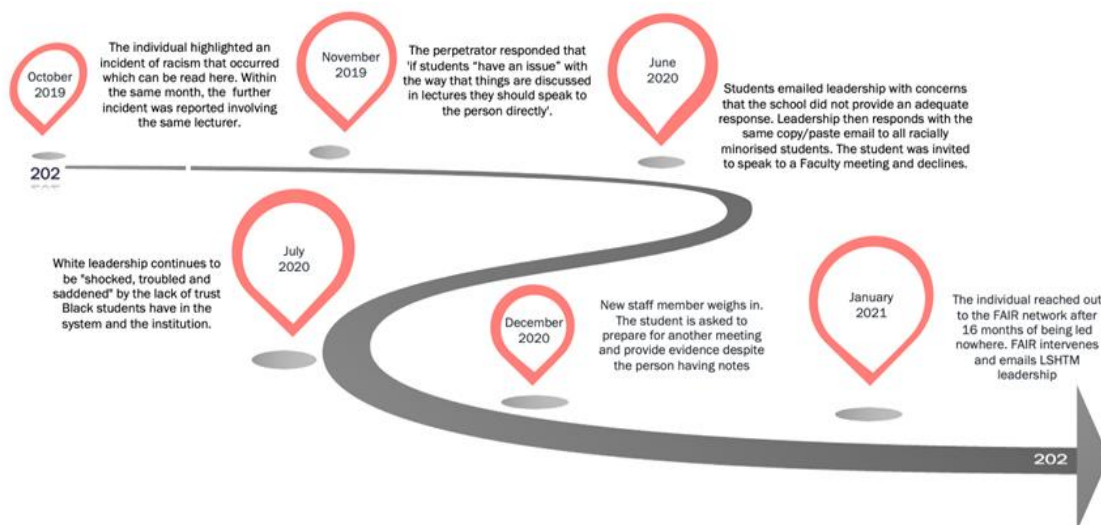 October
2019
The individual highlighted an
incident of racism that occurred
which can be read here. Within
the same month, the  further
incident was reported involving
the same lecturer.
November
2019
The perpetrator responded that
'if students “have an issue” with
the way that things are discussed
in lectures they should speak to
the person directly'.
June
2020
Students emailed leadership with concerns
that the school did not provide an adequate
response. Leadership then responds with the
same copy/paste email to all racially
minorised students. The student was invited
to speak to a Faculty meeting and declines.
202
White leadership continues to
be "shocked, troubled and
saddened" by the lack of trust
Black students have in the
system and the institution.
July
2020
December
2020
New staff member weighs in.
The student is asked to
prepare for another meeting
and provide evidence despite
the person having notes
January
2021
The individual reached out
to the FAIR network after
16 months of being led
nowhere. FAIR intervenes
and emails LSHTM
leadership
202